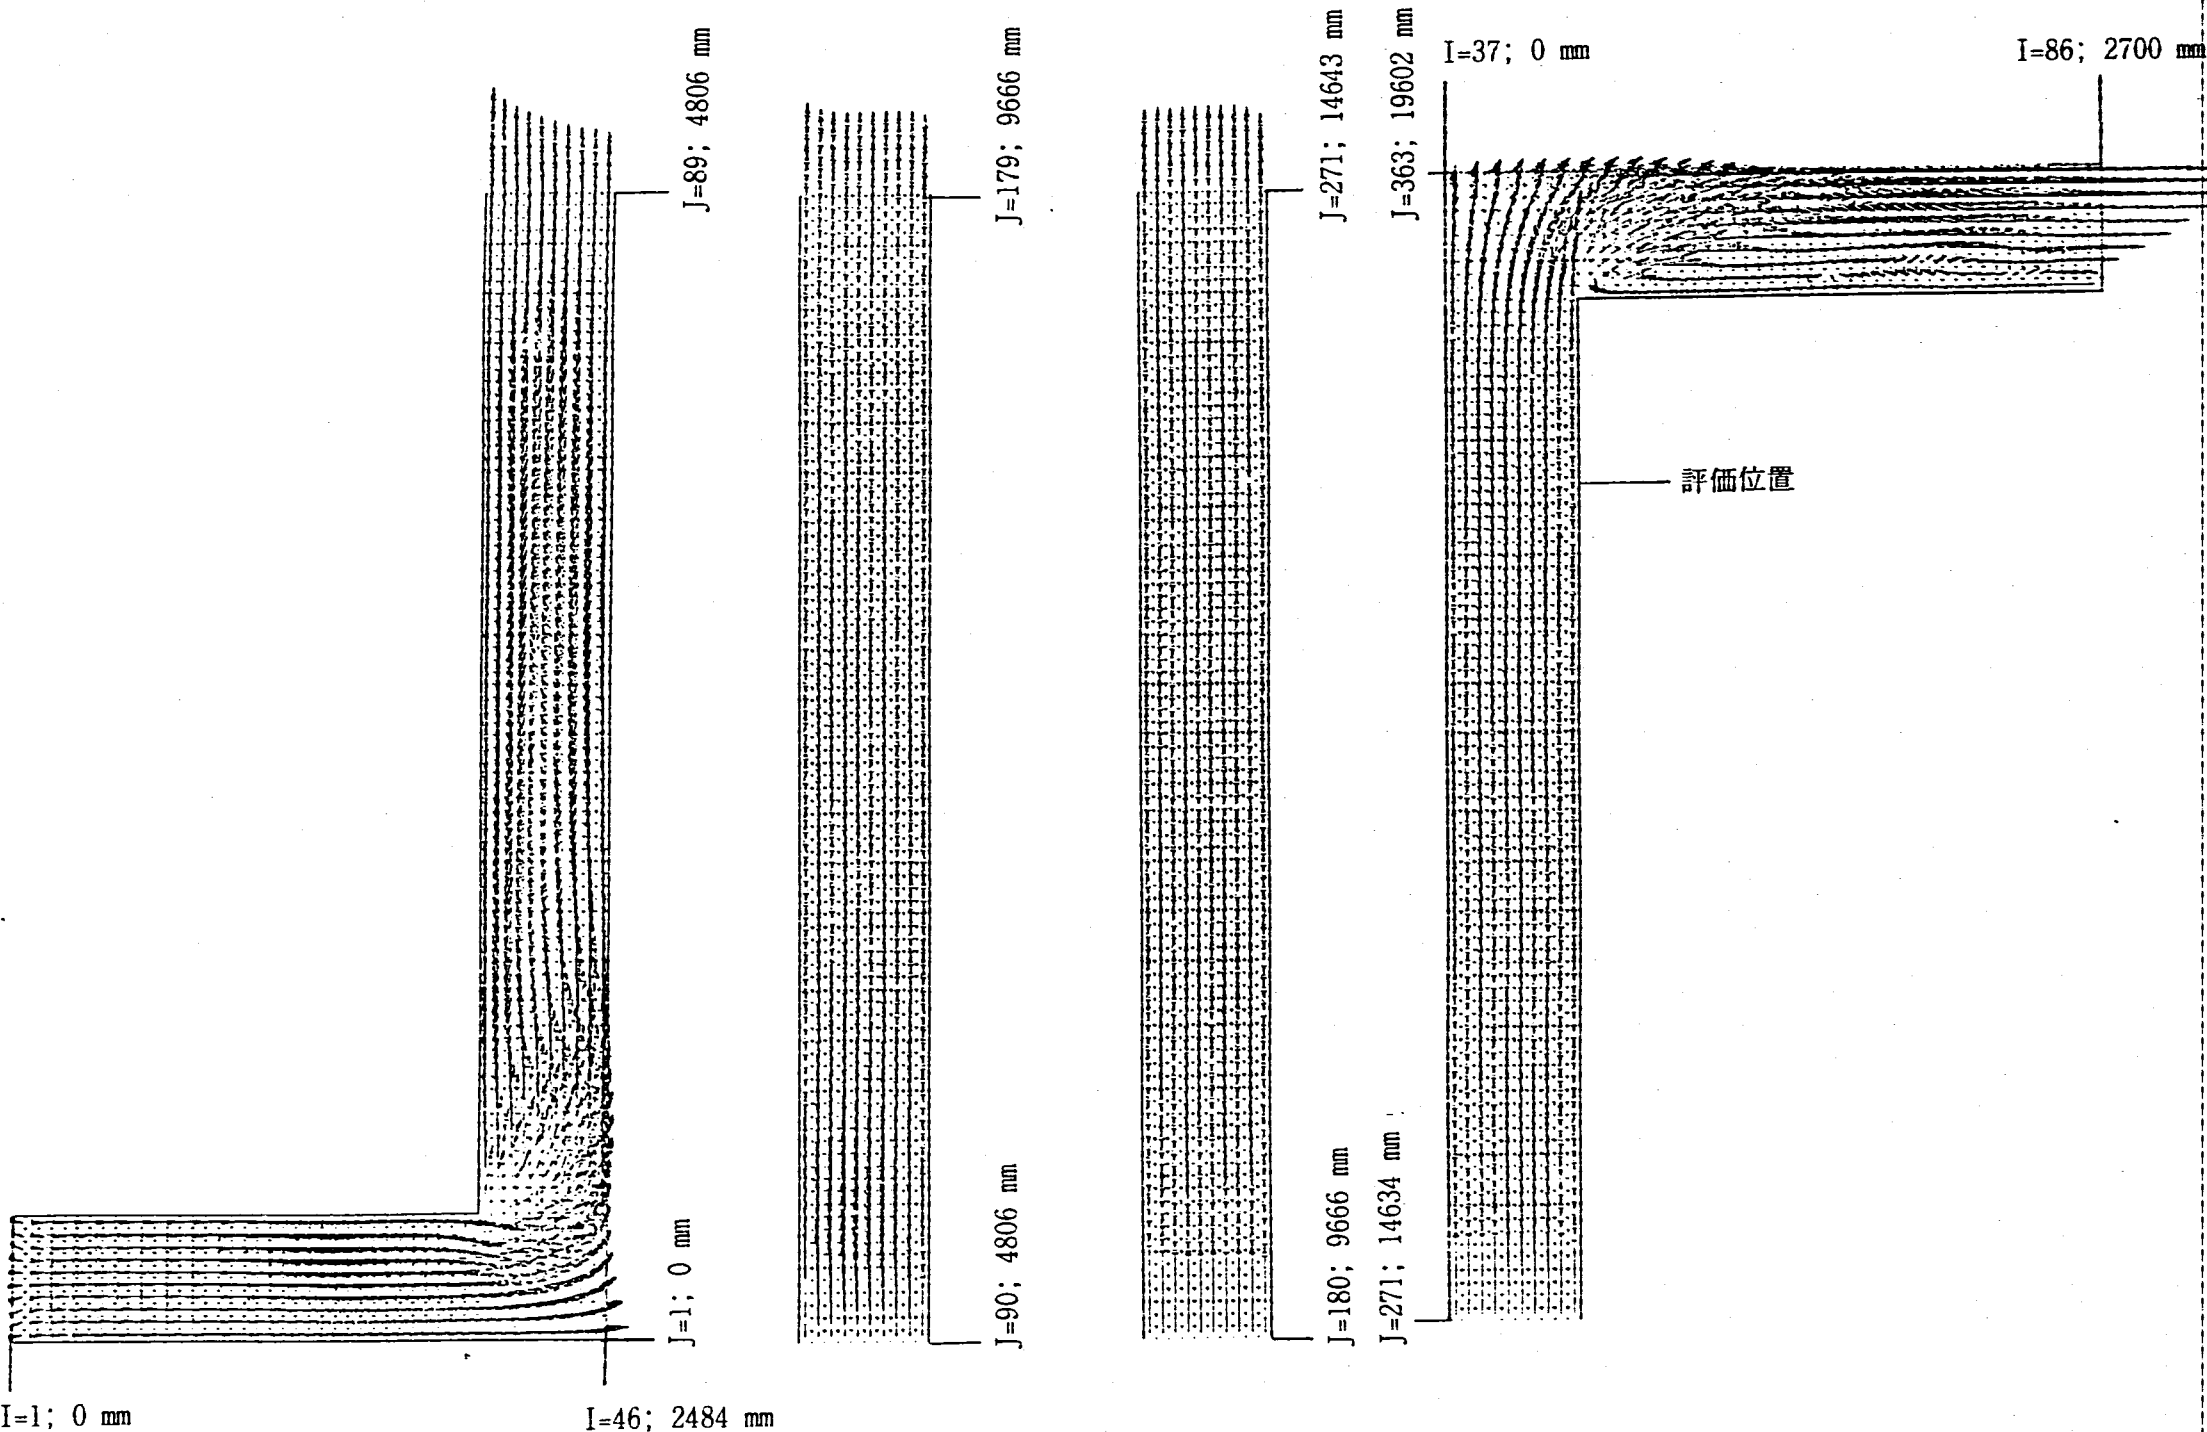 J=89; 4806 mm
J=1; 0 mm
I=1; 0 mm
I=46; 2484 mm
J=179; 9666 mm
J=90; 4806 mm
J=271; 14643 mm
J=180; 9666 mm
J=363; 19602 mm
J=271; 14634 mm
I=37; 0 mm
I=86; 2700 mm
評価位置